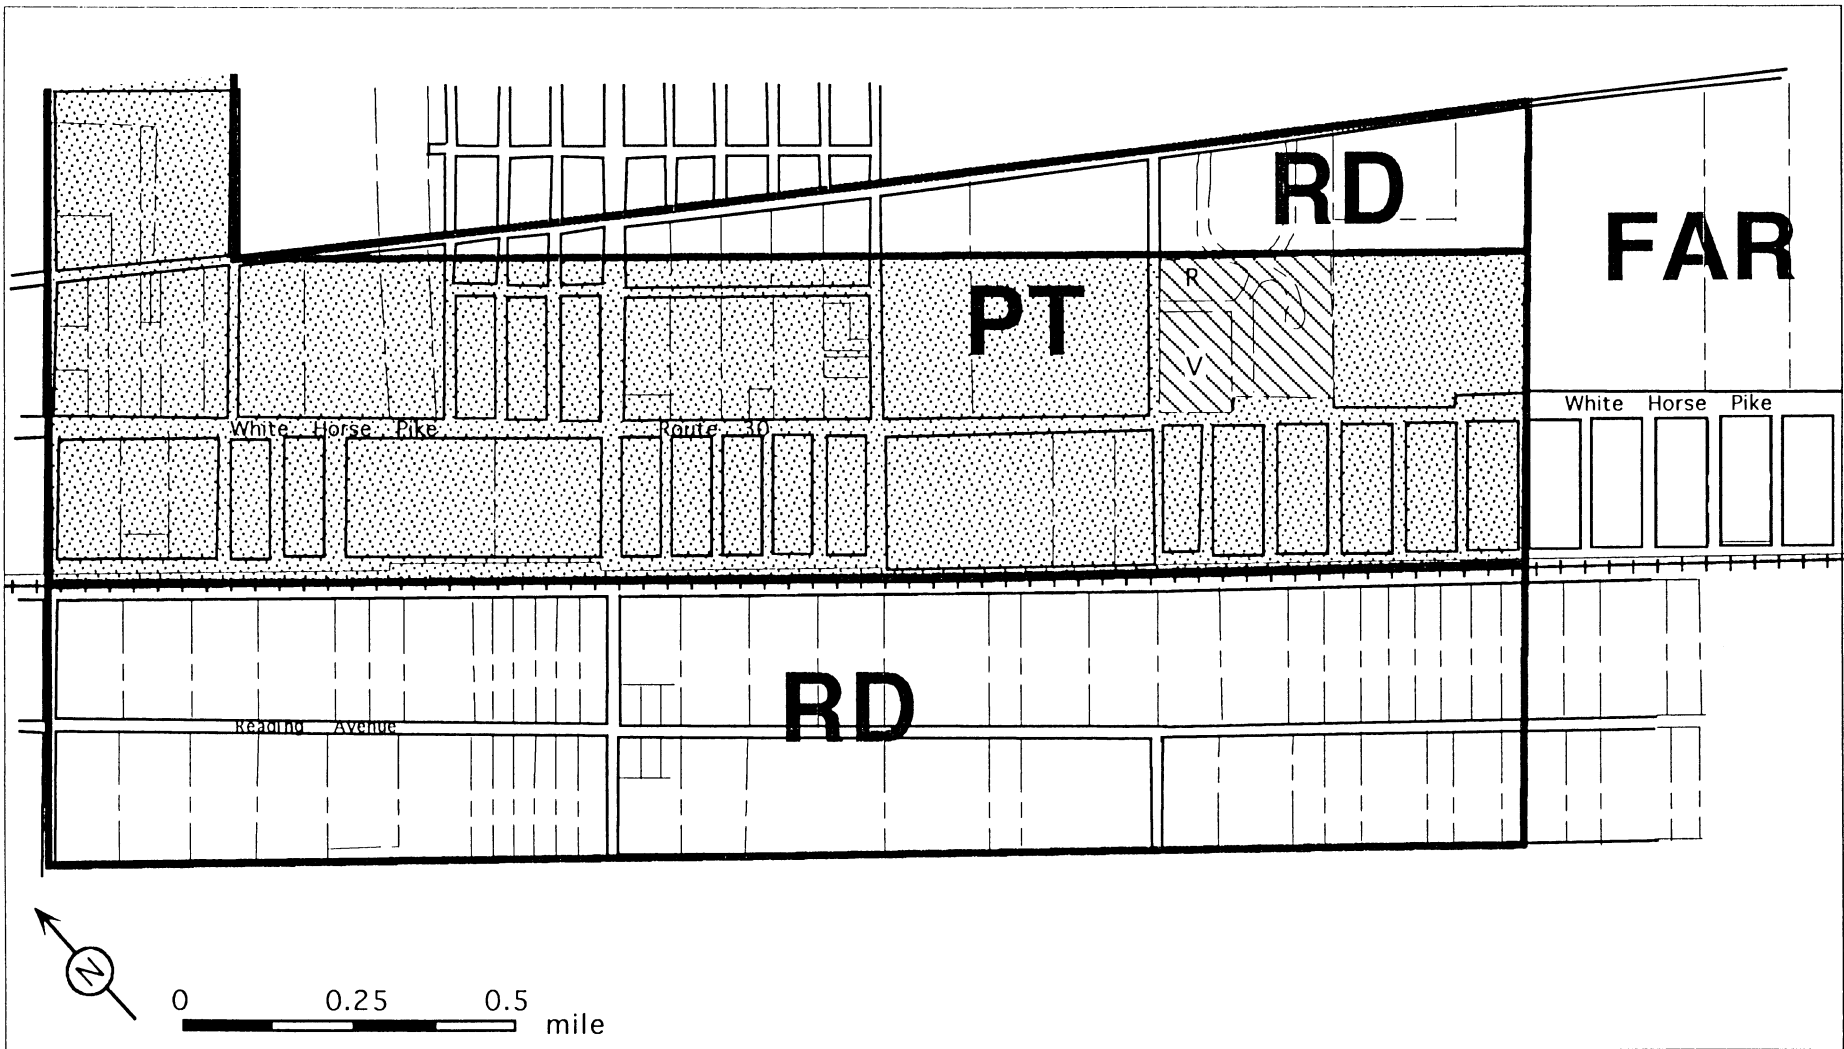 RD
FAR
PT
R
V
White Horse Pike
White Horse Pike
Route 30
RD
Reading Avenue
N
0 0.25 0.5
mile